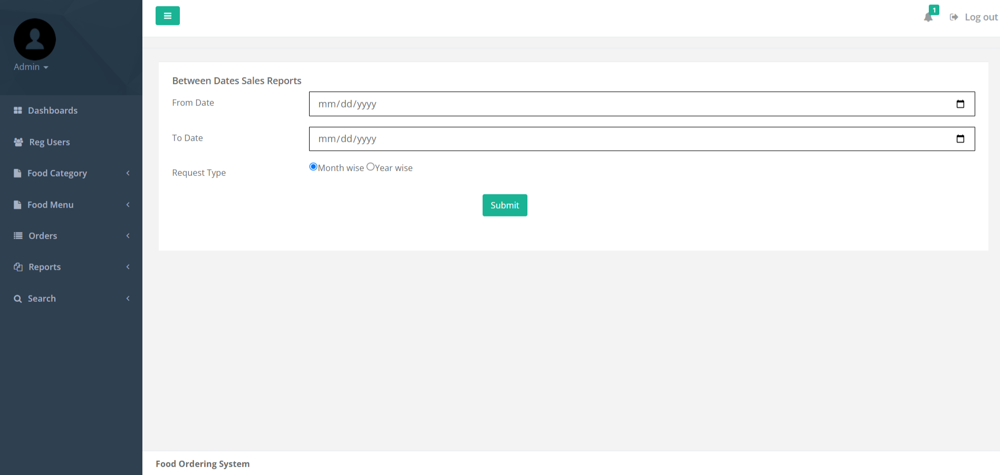 1
Log out
Admin
Dashboards
Reg Users
Food Category
Food Menu
Orders
Reports
Search
Between Dates Sales Reports
From Date
mm/dd/yyyy
To Date
mm/dd/yyyy
Request Type
Month wise Year wise
Submit
Food Ordering System